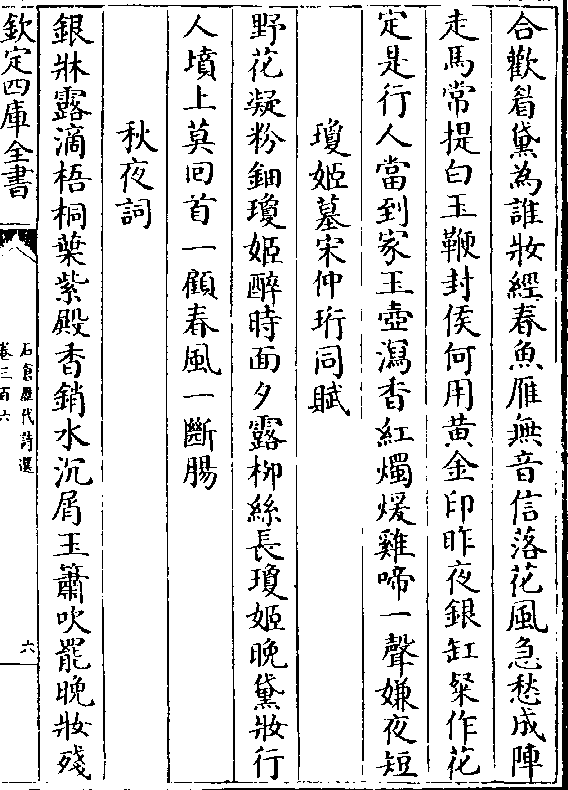 合歡眉黛為誰妝經春魚雁無音信落花風急愁成陣
走馬常提白玉鞭封侯何用黄金印昨夜銀缸粲作花
定是行人當到家玉壺瀉香紅燭煖雞啼一聲嫌夜短
瓊姬墓宋仲珩同賦
野花凝粉鈿瓊姬醉時面夕露柳絲長瓊姬晚黛妝行
人墳上莫囘首一顧春風一斷腸
秋夜詞
銀牀露滴梧桐葉紫殿香銷水沉屑玉簫吹罷晚妝殘
欽定四庫全書
石倉歷代詩選
卷三百六
六